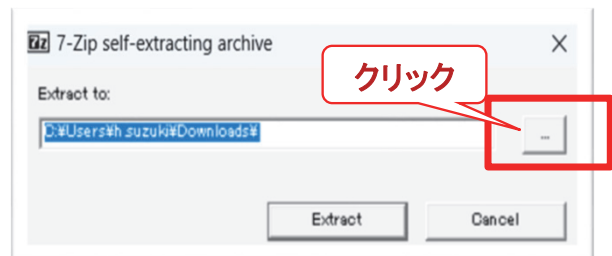 7z 7-Zip self-extracting archive
クリック
Extract to:
C:¥Users¥h.suzuki¥Downloads¥
...
Extract Cancel